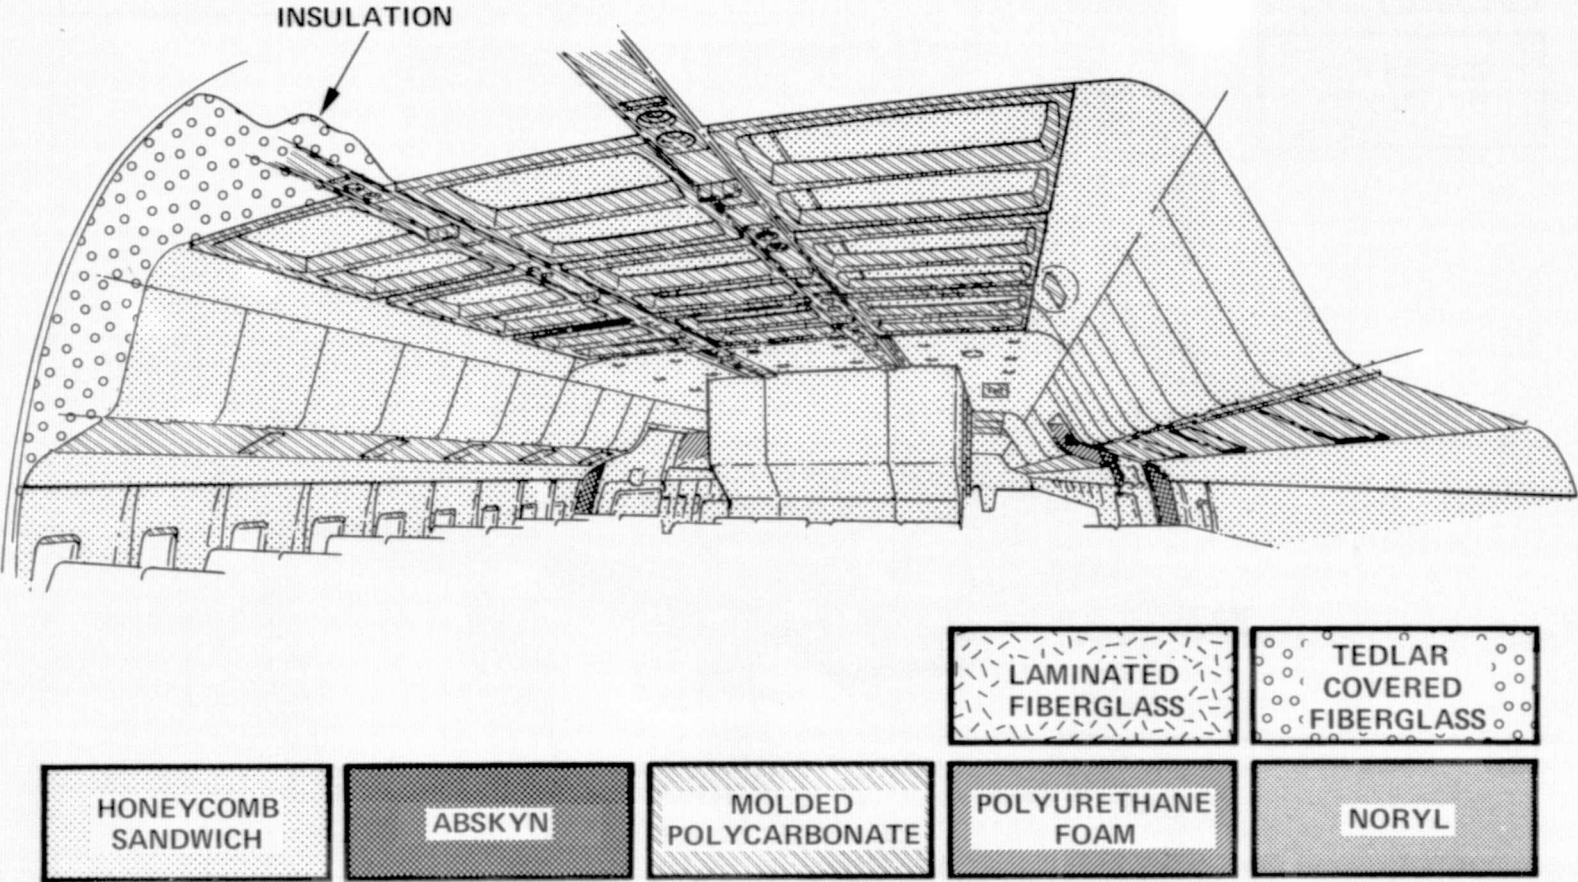 INSULATION
LAMINATED
FIBERGLASS
TEDLAR
COVERED
FIBERGLASS
HONEYCOMB
SANDWICH
ABSKYN
MOLDED
POLYCARBONATE
POLYURETHANE
FOAM
NORYL